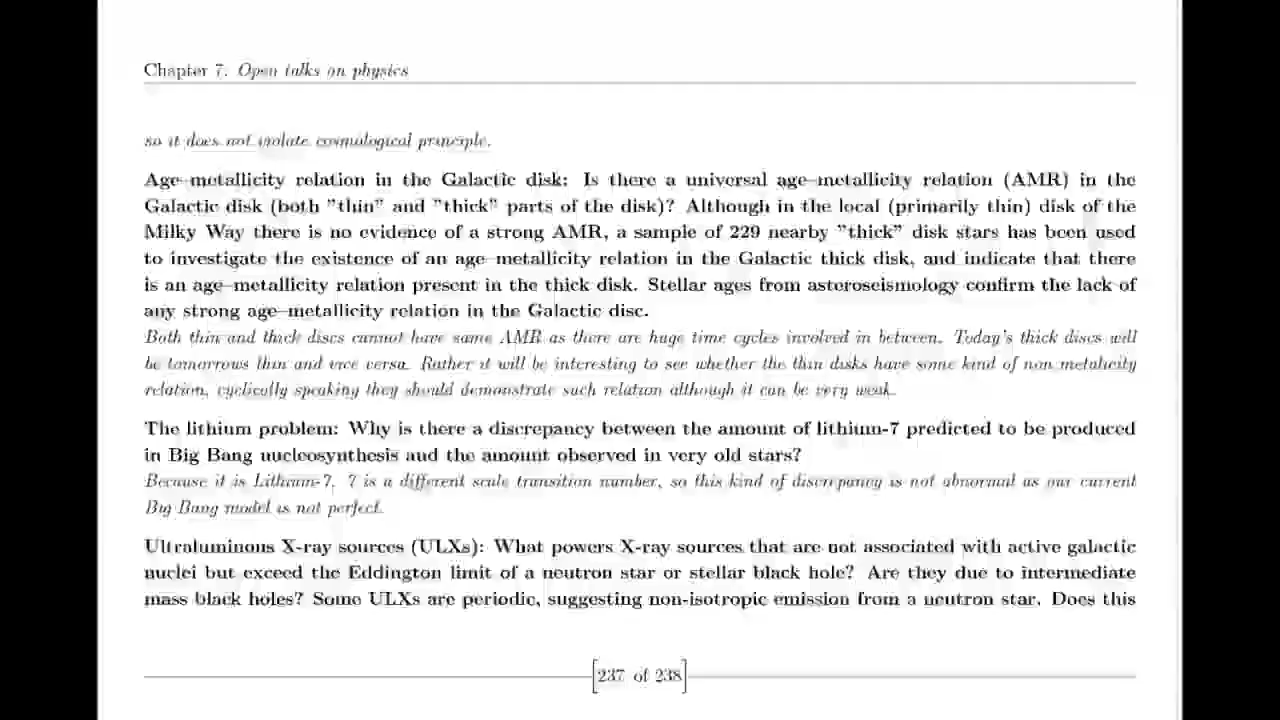 Chapter 7. Open talks on physics
so it does not violate cosmological principle.
Age–metallicity relation in the Galactic disk: Is there a universal age–metallicity relation (AMR) in the
Galactic disk (both "thin" and "thick" parts of the disk)? Although in the local (primarily thin) disk of the
Milky Way there is no evidence of a strong AMR, a sample of 229 nearby "thick" disk stars has been used
to investigate the existence of an age–metallicity relation in the Galactic thick disk, and indicate that there
is an age–metallicity relation present in the thick disk. Stellar ages from asteroseismology confirm the lack of
any strong age–metallicity relation in the Galactic disc.
Both thin and thick discs cannot have same AMR as there are huge time cycles involved in between. Today's thick discs will
be tomorrows thin and vice versa. Rather it will be interesting to see whether the thin disks have some kind of non metalicity
relation, cyclically speaking they should demonstrate such relation although it can be very weak.
The lithium problem: Why is there a discrepancy between the amount of lithium-7 predicted to be produced
in Big Bang nucleosynthesis and the amount observed in very old stars?
Because it is Lithium-7, 7 is a different scale transition number, so this kind of discrepancy is not abnormal as our current
Big Bang model is not perfect.
Ultraluminous X-ray sources (ULXs): What powers X-ray sources that are not associated with active galactic
nuclei but exceed the Eddington limit of a neutron star or stellar black hole? Are they due to intermediate
mass black holes? Some ULXs are periodic, suggesting non-isotropic emission from a neutron star. Does this
[237 of 238]